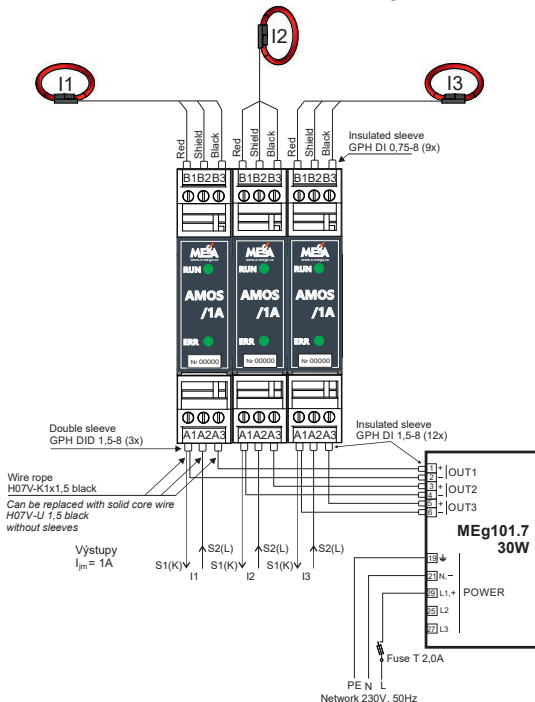 I2
I1
I3
Red
Shield
Black
Red
Shield
Black
Red
Shield
Black
Insulated sleeve
GPH DI 0,75-8 (9x)
B1B2B3
B1B2B3
B1B2B3
MEgA
MEgA
MEgA
RUN
RUN
RUN
AMOS
/1A
AMOS
/1A
AMOS
/1A
ERR
ERR
ERR
Nr 00000
Nr 00000
Nr 00000
Double sleeve
GPH DID 1,5-8 (3x)
A1A2A3
A1A2A3
A1A2A3
Insulated sleeve
GPH DI 1,5-8 (12x)
Wire rope
H07V-K1x1,5 black
Can be replaced with solid core wire
H07V-U 1,5 black
without sleeves
1 + OUT1
2 −
3 + OUT2
4 −
5 + OUT3
6 −
MEg101.7
30W
Výstupy
Ijm= 1A
S2(L)
S2(L)
S2(L)
S1(K)
S1(K)
S1(K)
I1
I2
I3
19
21 N,−
29 L1,+ POWER
25 L2
27 L3
Fuse T 2,0A
PE N L
Network 230V, 50Hz